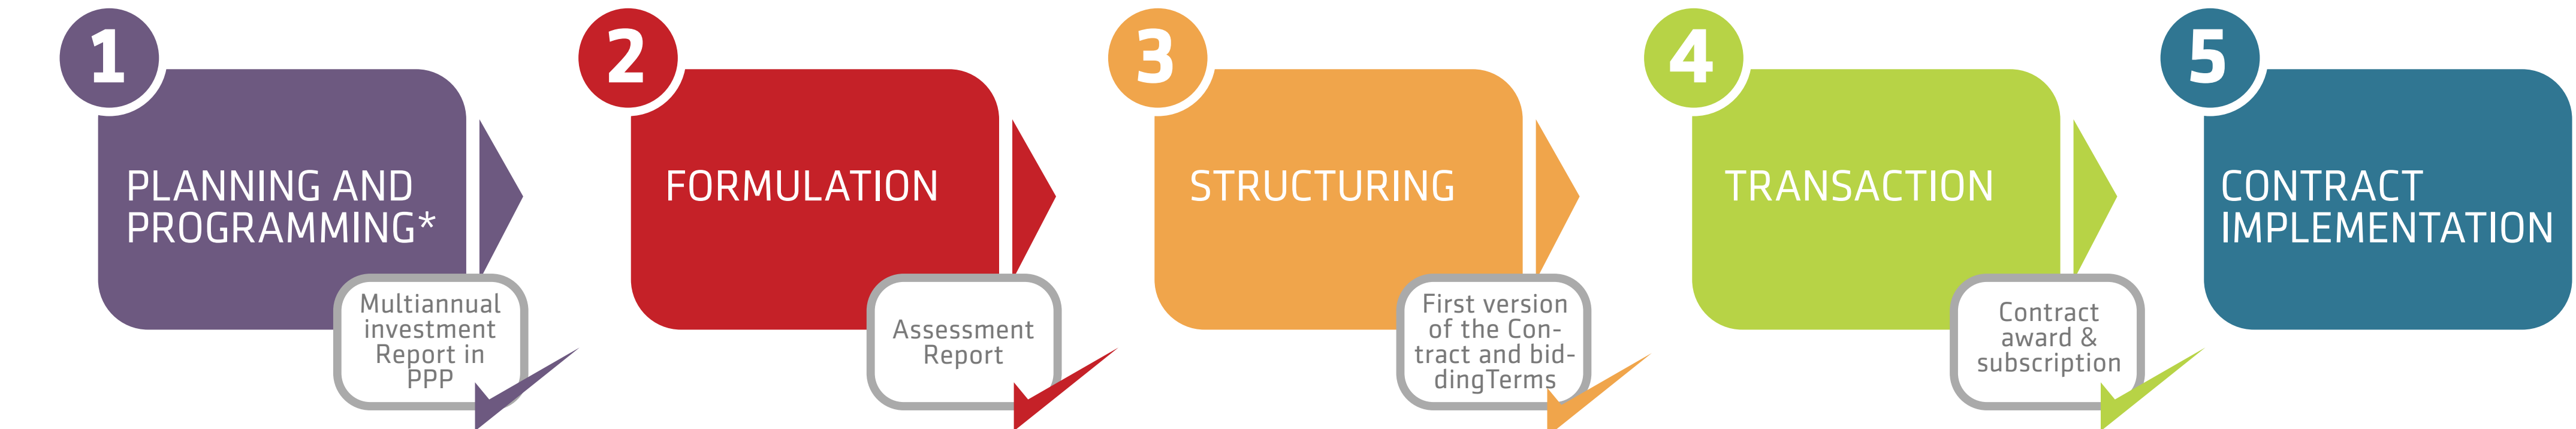 1
PLANNING AND
PROGRAMMING*
Multiannual
investment
Report in
PPP
2
FORMULATION
Assessment
Report
3
STRUCTURING
First version
of the Con-
tract and bid-
dingTerms
4
TRANSACTION
Contract
award &
subscription
5
CONTRACT
IMPLEMENTATION